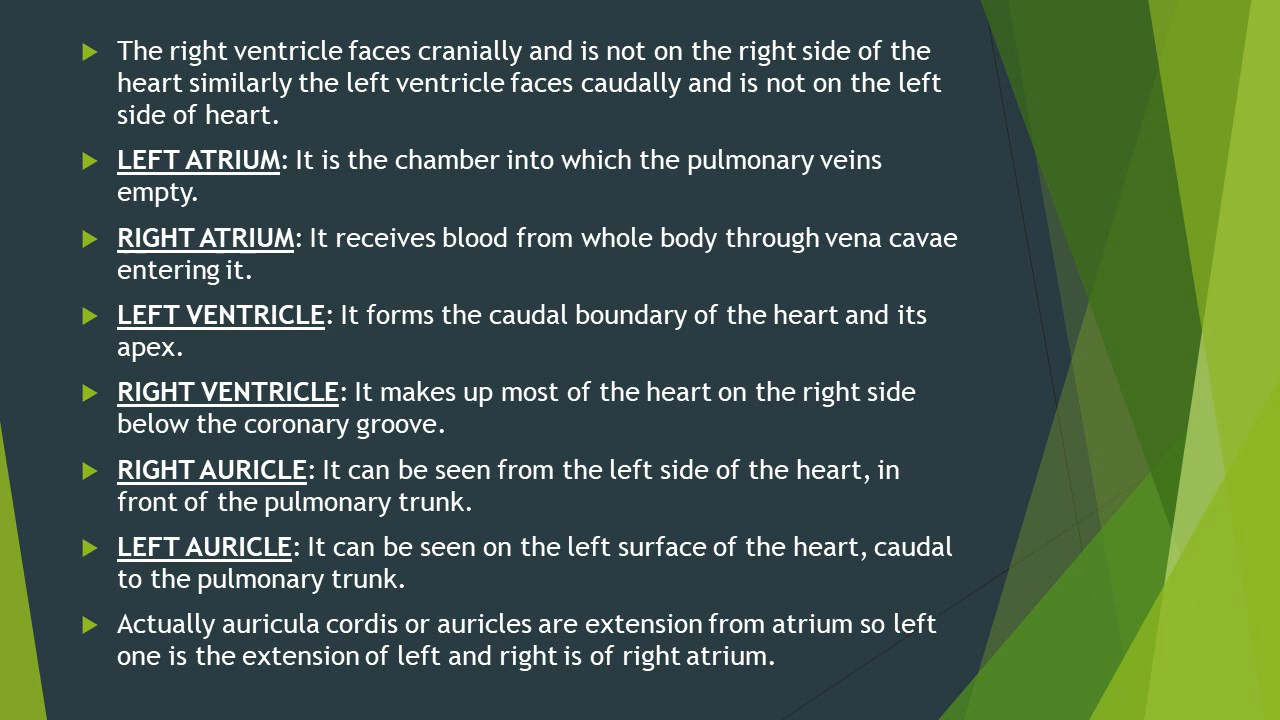 The right ventricle faces cranially and is not on the right side of the
heart similarly the left ventricle faces caudally and is not on the left
side of heart.
LEFT ATRIUM: It is the chamber into which the pulmonary veins
empty.
RIGHT ATRIUM: It receives blood from whole body through vena cavae
entering it.
LEFT VENTRICLE: It forms the caudal boundary of the heart and its
apex.
RIGHT VENTRICLE: It makes up most of the heart on the right side
below the coronary groove.
RIGHT AURICLE: It can be seen from the left side of the heart, in
front of the pulmonary trunk.
LEFT AURICLE: It can be seen on the left surface of the heart, caudal
to the pulmonary trunk.
Actually auricula cordis or auricles are extension from atrium so left
one is the extension of left and right is of right atrium.